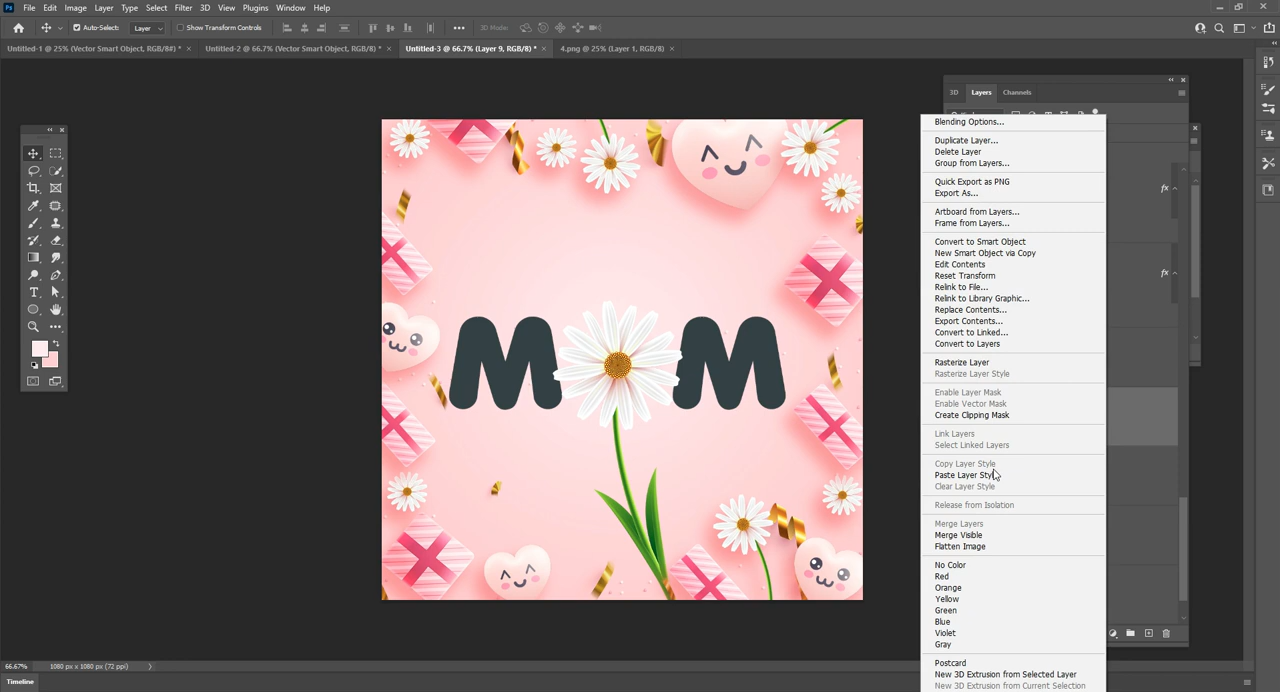 Ps File Edit Image Layer Type Select Filter 3D View Plugins Window Help
Auto-Select: Layer Show Transform Controls 3D Mode:
Untitled-1 @ 25% (Vector Smart Object, RGB/8#) * Untitled-2 @ 66.7% (Vector Smart Object, RGB/8) * Untitled-3 @ 66.7% (Layer 9, RGB/8) * 4.png @ 25% (Layer 1, RGB/8)
3D Layers Channels
Blending Options...
Duplicate Layer...
Delete Layer
Group from Layers...
Quick Export as PNG
Export As...
Artboard from Layers...
Frame from Layers...
Convert to Smart Object
New Smart Object via Copy
Edit Contents
Reset Transform
Relink to File...
Relink to Library Graphic...
Replace Contents...
Export Contents...
Convert to Linked...
Convert to Layers
Rasterize Layer
Rasterize Layer Style
Enable Layer Mask
Enable Vector Mask
Create Clipping Mask
Link Layers
Select Linked Layers
Copy Layer Style
Paste Layer Style
Clear Layer Style
Release from Isolation
Merge Layers
Merge Visible
Flatten Image
No Color
Red
Orange
Yellow
Green
Blue
Violet
Gray
Postcard
New 3D Extrusion from Selected Layer
New 3D Extrusion from Current Selection
fx
fx
M M
66.67% 1080 px x 1080 px (72 ppi)
Timeline